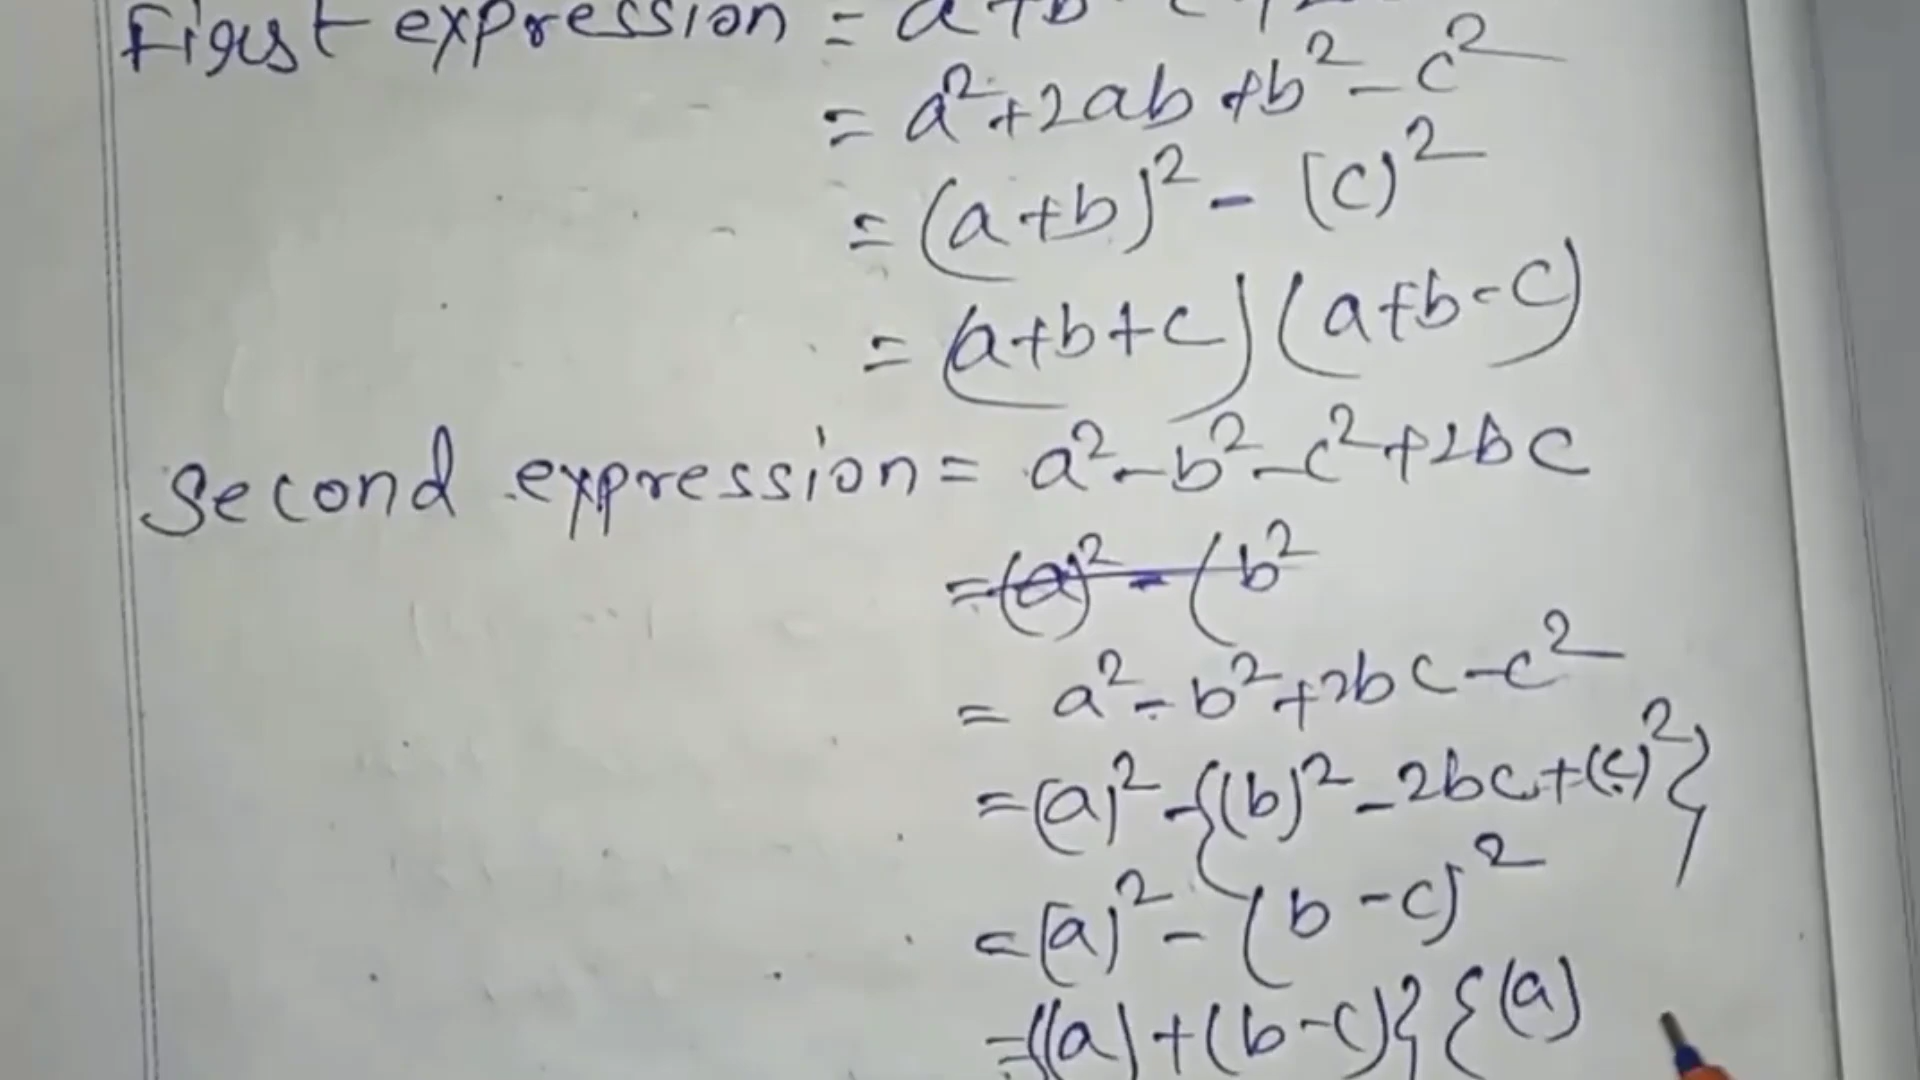 First expression =
= a²+2ab+b²-c²
= (a+b)² - (c)²
= (a+b+c) (a+b-c)
Second expression = a²-b²-c²+2bc
=(a)² - (b²
= a²-b²+2bc-c²
=(a)²-{(b)²-2bc+(c)²}
=(a)²-(b-c)²
={(a)+(b-c)}{(a)